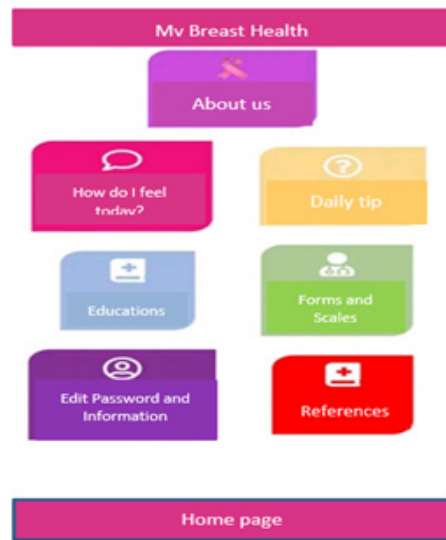 Mv Breast Health
About us
How do I feel
today?
Daily tip
Educations
Forms and
Scales
Edit Password and
Information
References
Home page